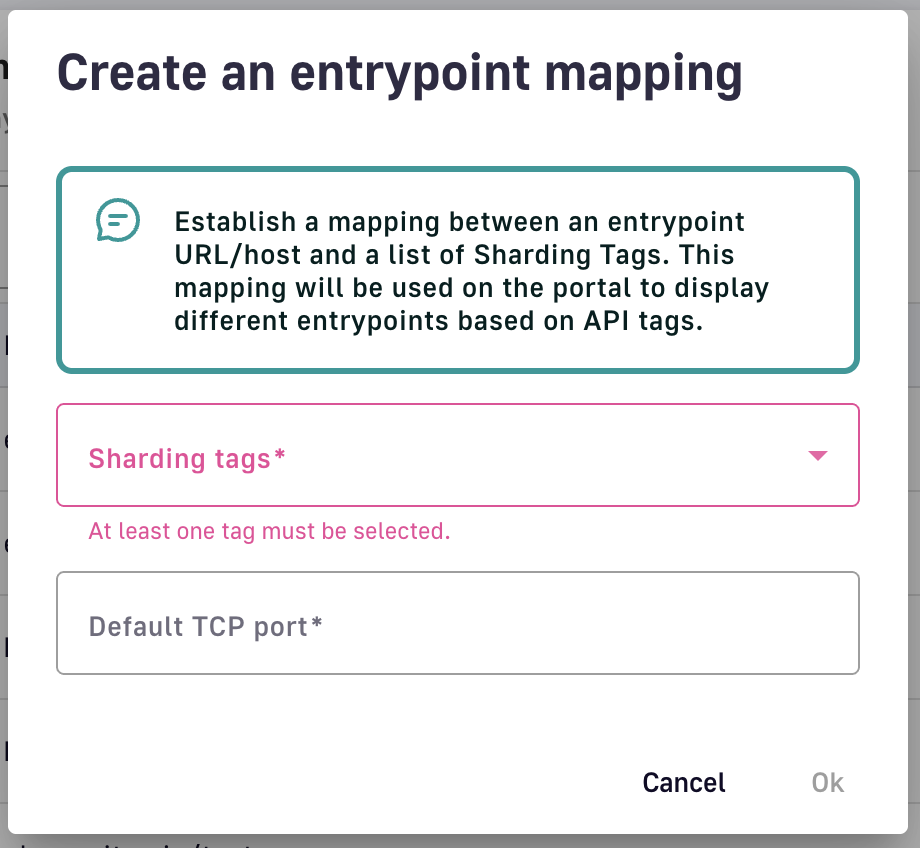 Create an entrypoint mapping
Establish a mapping between an entrypoint
URL/host and a list of Sharding Tags. This
mapping will be used on the portal to display
different entrypoints based on API tags.
Sharding tags*
At least one tag must be selected.
Default TCP port*
Cancel
Ok